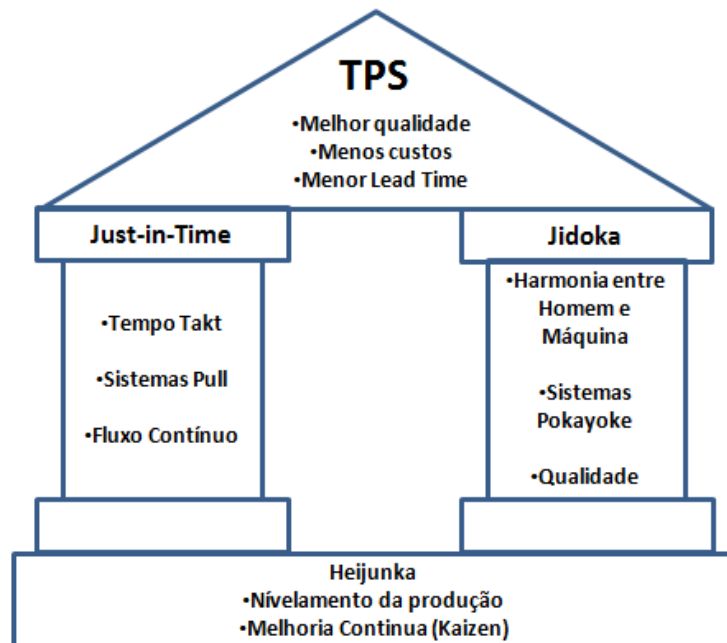 TPS
•Melhor qualidade
•Menos custos
•Menor Lead Time
Just-in-Time
Jidoka
•Tempo Takt
•Sistemas Pull
•Fluxo Contínuo
•Harmonia entre
Homem e
Máquina
•Sistemas
Pokayoke
•Qualidade
Heijunka
•Nívelamento da produção
•Melhoria Continua (Kaizen)